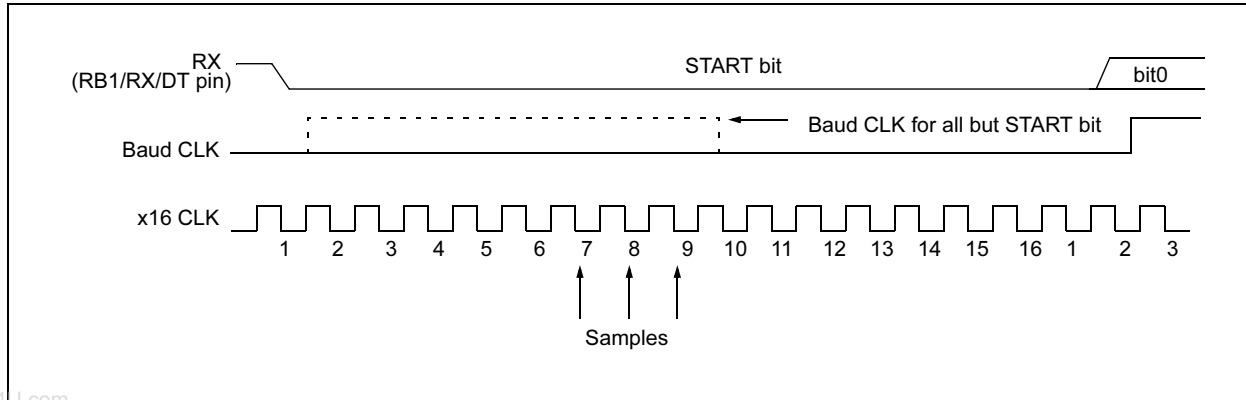 RX
(RB1/RX/DT pin)
START bit
bit0
Baud CLK for all but START bit
Baud CLK
x16 CLK
1 2 3 4 5 6 7 8 9 10 11 12 13 14 15 16 1 2 3
Samples